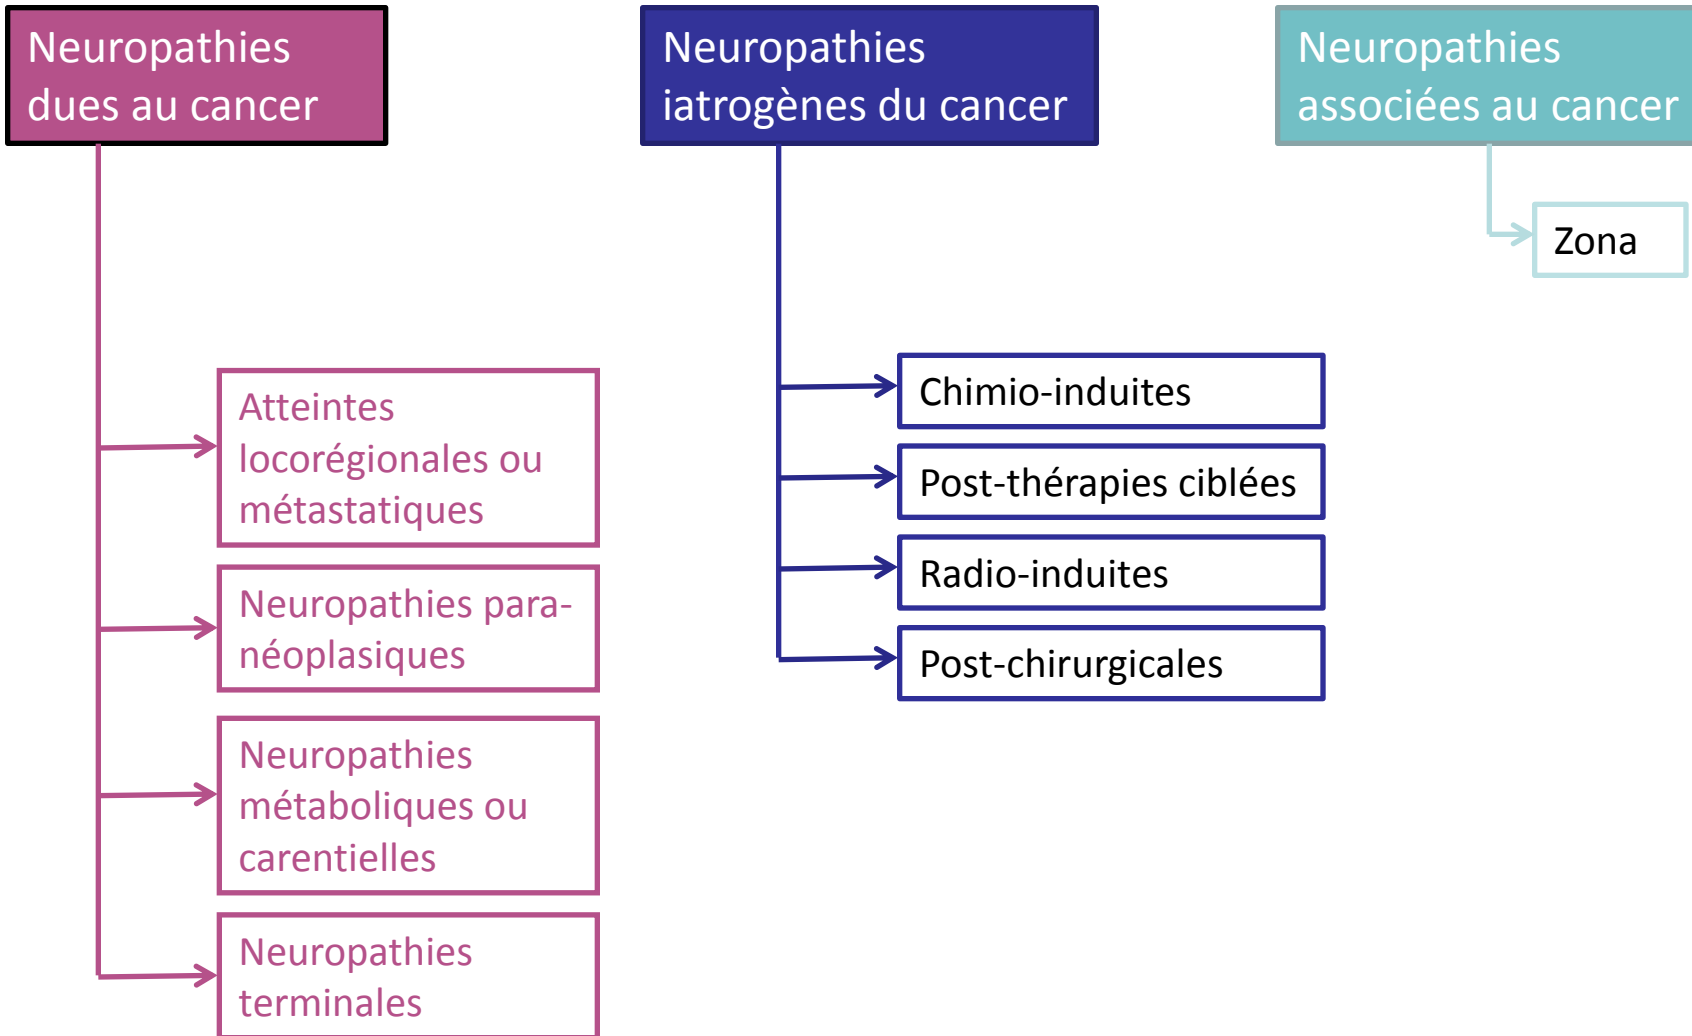 Neuropathies
dues au cancer
Atteintes
locorégionales ou
métastatiques
Neuropathies para-
néoplasiques
Neuropathies
métaboliques ou
carentielles
Neuropathies
terminales
Neuropathies
iatrogènes du cancer
Chimio-induites
Post-thérapies ciblées
Radio-induites
Post-chirurgicales
Neuropathies
associées au cancer
Zona